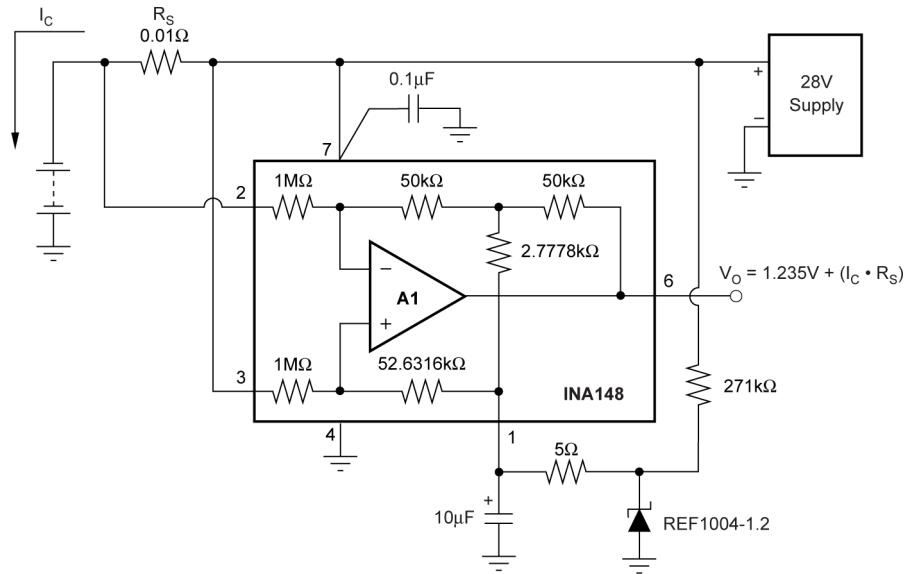 I_C
R_S
0.01Ω
0.1μF
28V
Supply
+
−
7
1MΩ
50kΩ
50kΩ
2
2.7778kΩ
−
A1
+
6
V_O = 1.235V + (I_C • R_S)
1MΩ
52.6316kΩ
3
INA148
271kΩ
4
1
5Ω
+
10μF
REF1004-1.2